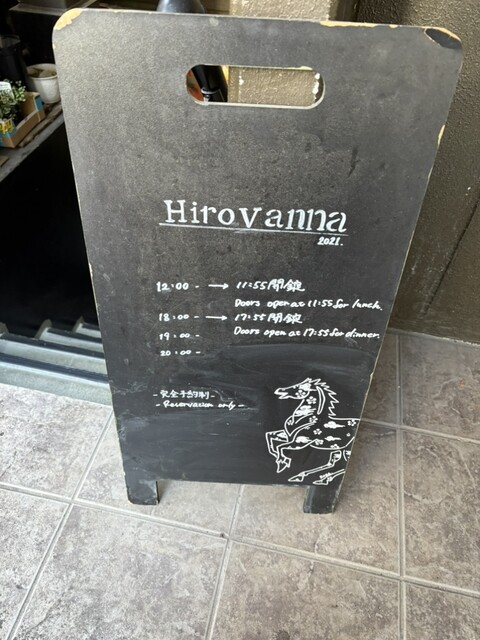 Hirovanna
2021.
12:00 - → 11:55開錠
Doors open at 11:55 for lunch.
18:00 - → 17:55開錠
Doors open at 17:55 for dinner.
19:00 -
20:00 -
- 完全予約制 -
- Reservation only -